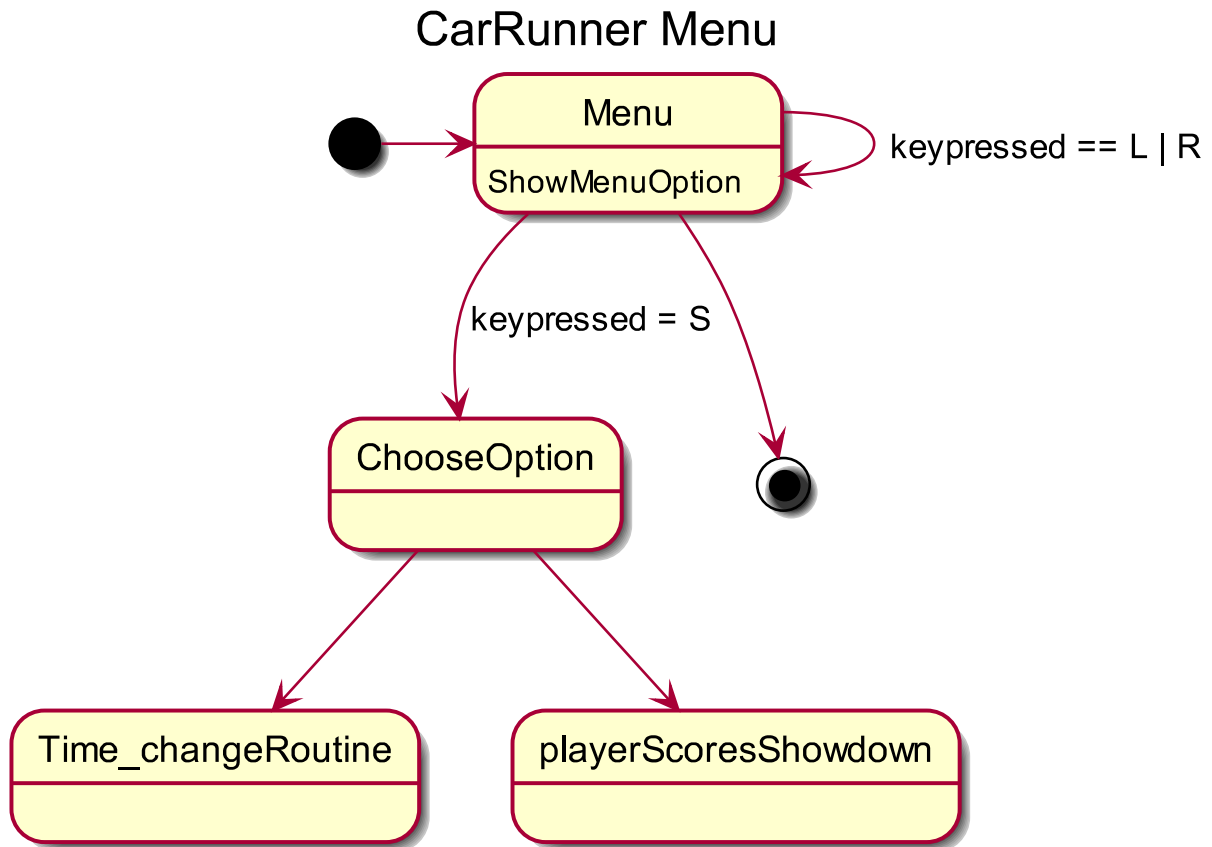 CarRunner Menu
Menu
ShowMenuOption
keypressed == L | R
keypressed = S
ChooseOption
Time_changeRoutine
playerScoresShowdown